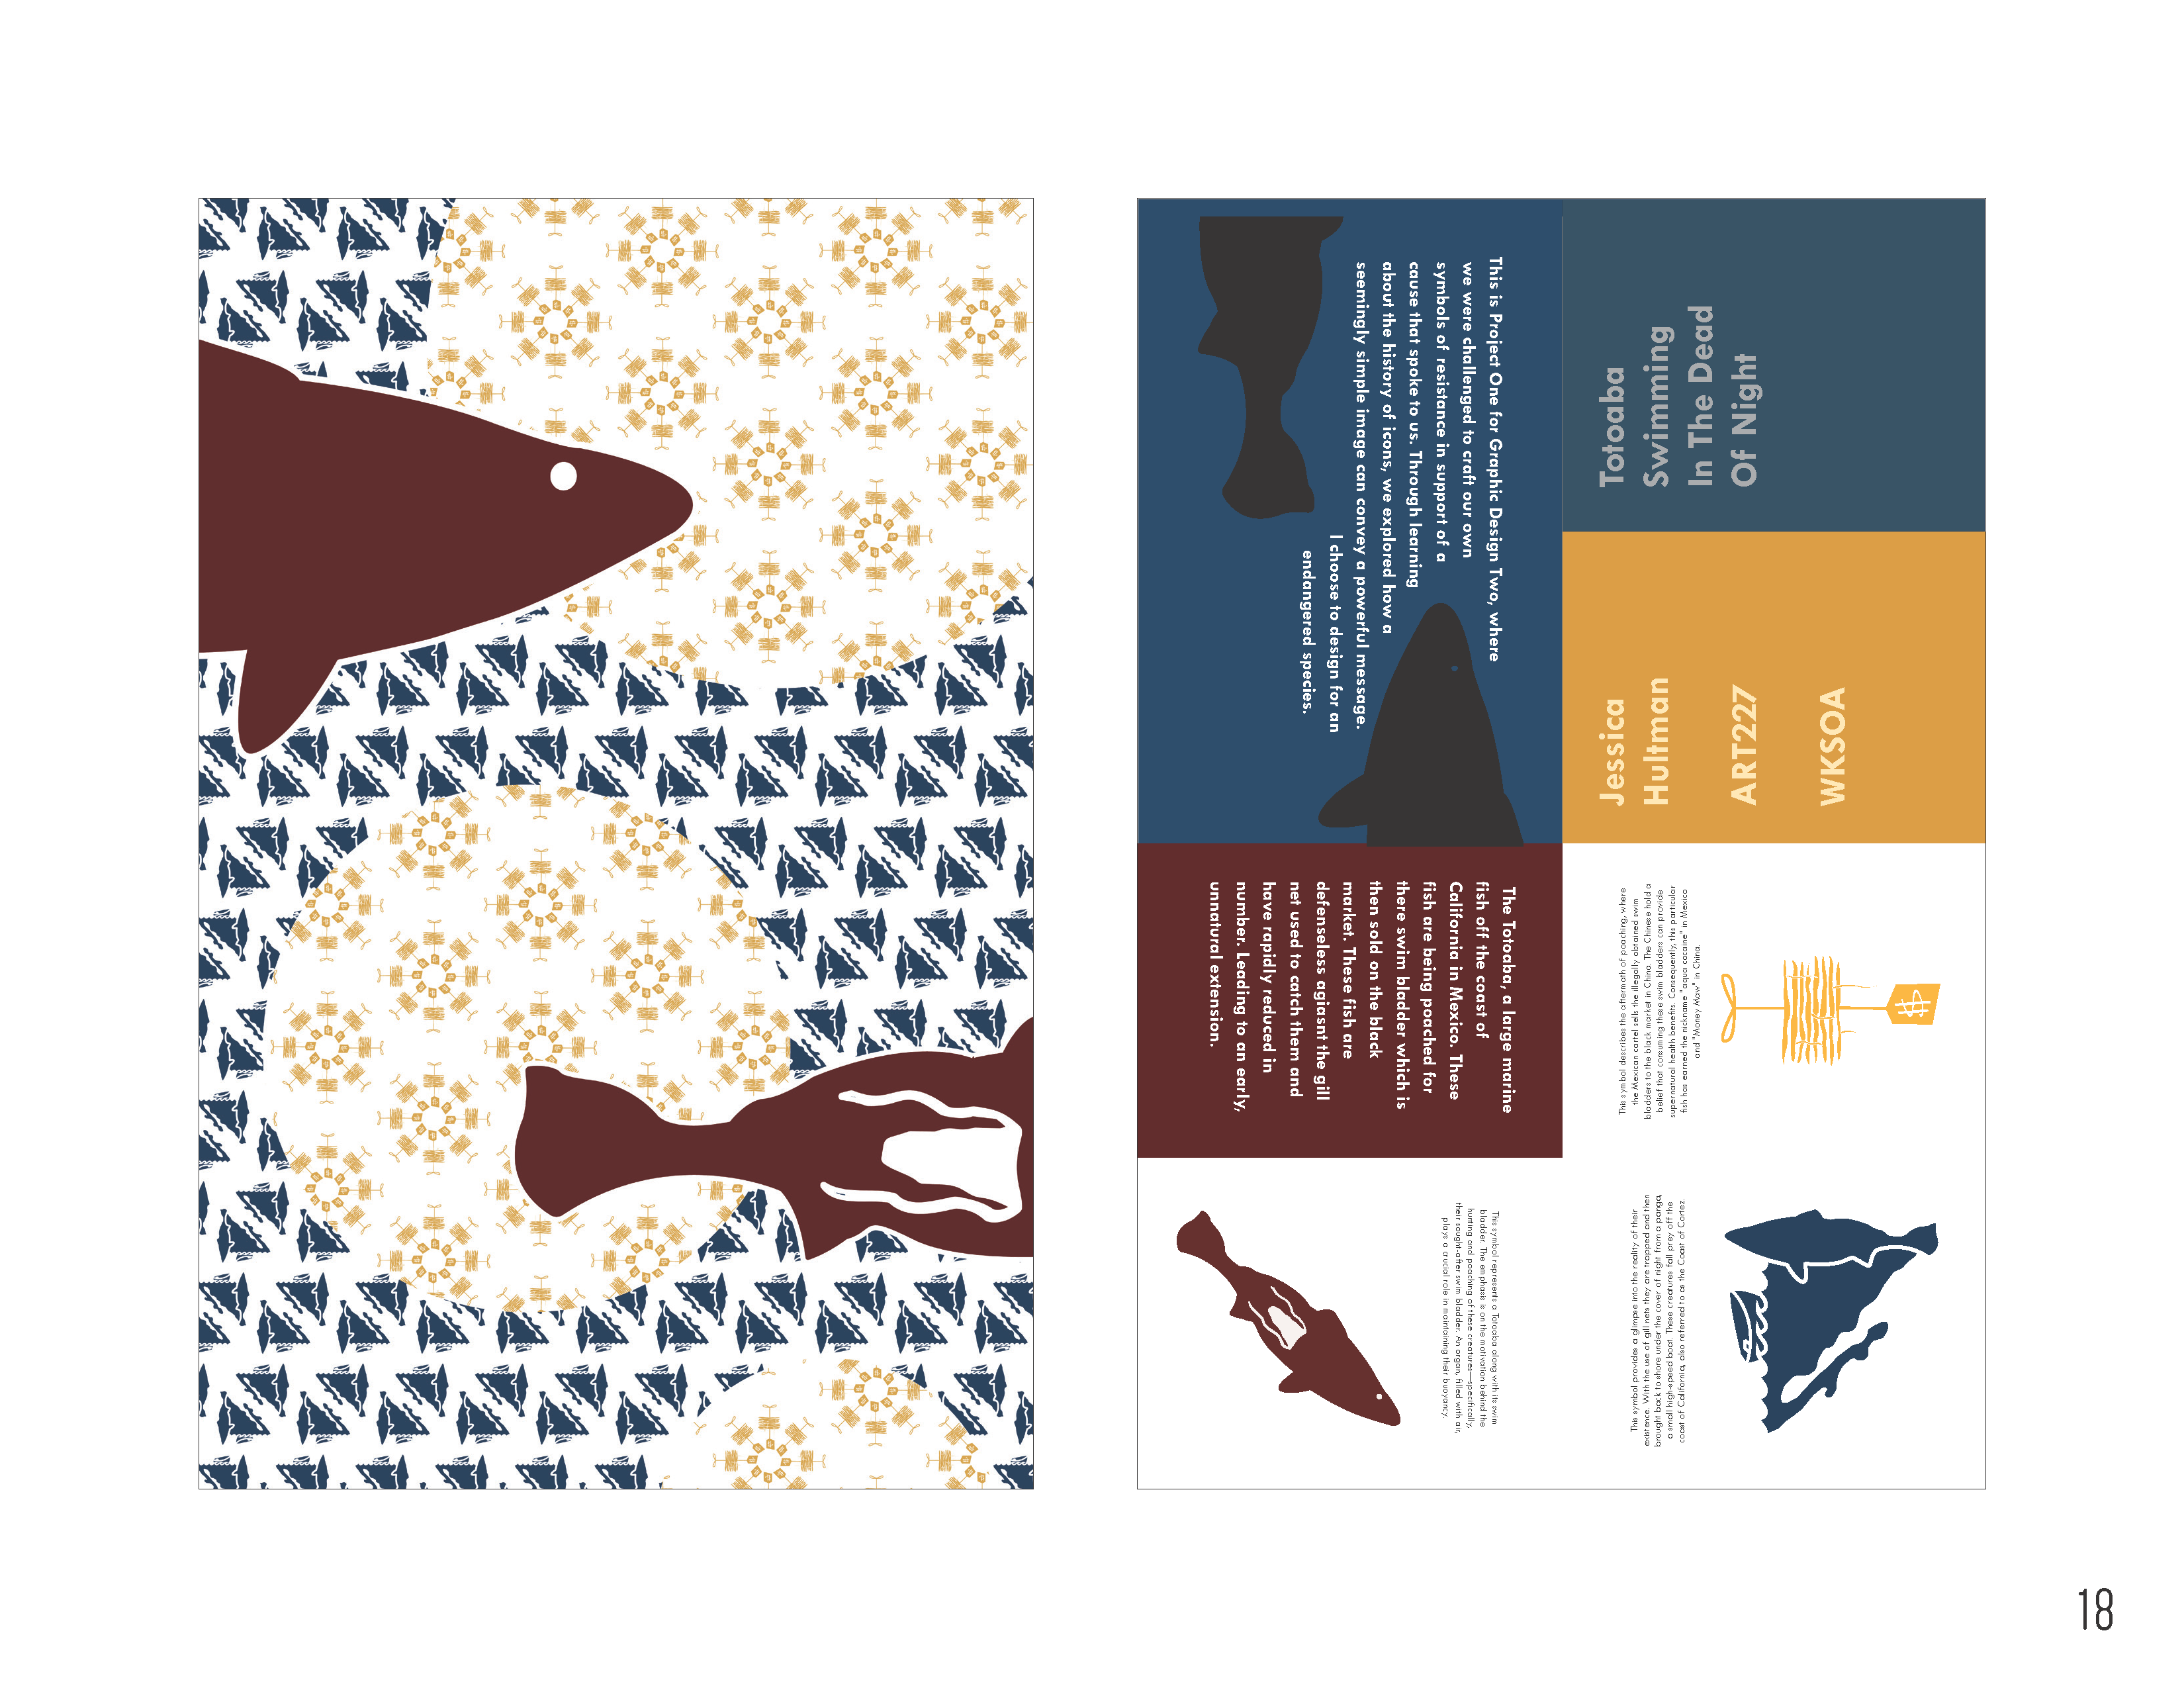 This is Project One for Graphic Design Two, where
we were challenged to craft our own
symbols of resistance in support of a
cause that spoke to us. Through learning
about the history of icons, we explored how a
seemingly simple image can convey a powerful message.
I choose to design for an
endangered species.
Totoaba
Swimming
In The Dead
Of Night
Jessica
Hultman
ART227
WKSOA
The Totoaba, a large marine
fish off the coast of
California in Mexico. These
fish are being poached for
there swim bladder which is
then sold on the black
market. These fish are
defenseless agiasnt the gill
net used to catch them and
have rapidly reduced in
number. Leading to an early,
unnatural extension.
This symbol describes the aftermath of poaching, where
the Mexican cartel sells the illegally obtained swim
bladders to the black market in China. The Chinese hold a
belief that consuming these swim bladders can provide
supernatural health benefits. Consequently, this particular
fish has earned the nickname "aqua cocaine" in Mexico
and "Money Maw" in China.
This symbol represents a Totoaba along with its swim
bladder. The emphasis is on the motivation behind the
hunting and poaching of these creatures—specifically,
their sought-after swim bladder. An organ, filled with air,
plays a crucial role in maintaining their buoyancy.
This symbol provides a glimpse into the reality of their
existence. With the use of gill nets they are trapped and then
brought back to shore under the cover of night from a panga,
a small high-speed boat. These creatures fall prey off the
coast of California, also referred to as the Coast of Cortez.
18